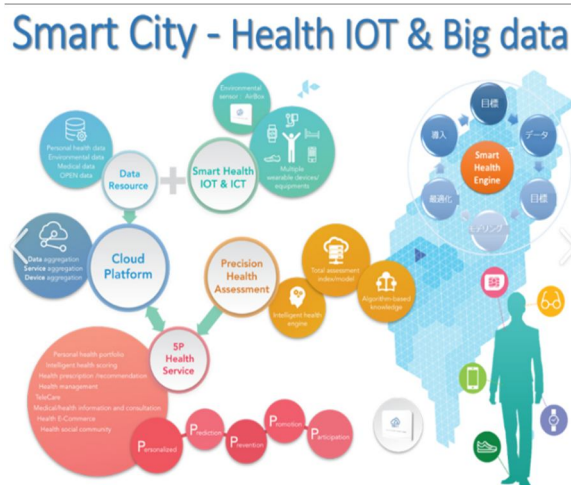 Smart City - Health IOT & Big data
Environmental
sensor : AirBox
Personal health data
Environmental data
Medical data
OPEN data
Data
Resource
Smart Health
IOT & ICT
Multiple
wearable devices/
equipments
目標
データ
目標
モデリング
最適化
導入
Smart
Health
Engine
Data aggregation
Service aggregation
Device aggregation
Cloud
Platform
Precision
Health
Assessment
Total assessment
index/model
Intelligent health
engine
Algorithm-based
knowledge
5P
Health
Service
Personal health portfolio
Intelligent health scoring
Health prescription /recommendation
Health management
TeleCare
Medical/health information and consultation
Health E-Commerce
Health social community
Personalized
Prediction
Prevention
Promotion
Participation